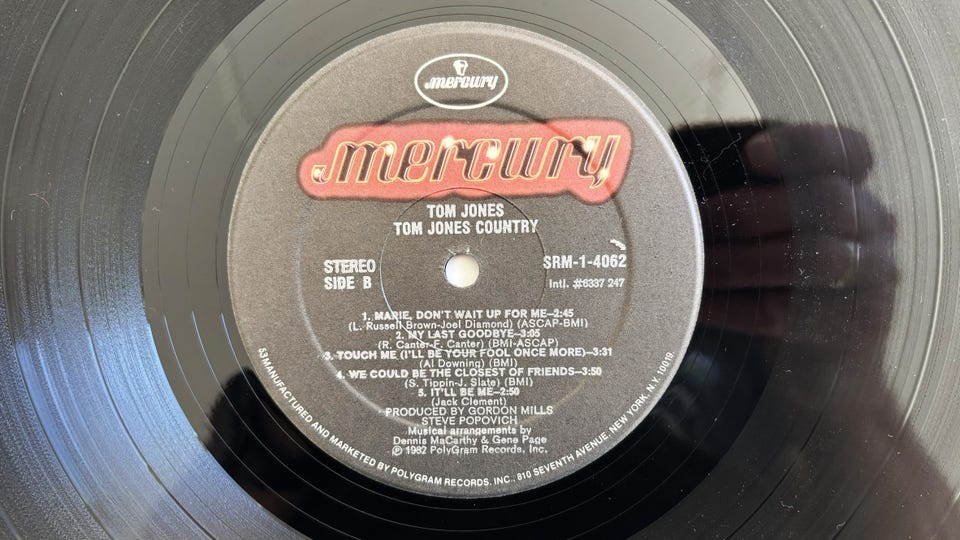 mercury
mercury
TOM JONES
TOM JONES COUNTRY
STEREO
SIDE B
SRM-1-4062
Intl. #6337 247
1. MARIE, DON'T WAIT UP FOR ME—2:45
(L. Russell Brown-Joel Diamond) (ASCAP-BMI)
2. MY LAST GOODBYE—3:05
(R. Canter-F. Canter) (BMI-ASCAP)
3. TOUCH ME (I'LL BE YOUR FOOL ONCE MORE)—3:31
(Al Downing) (BMI)
4. WE COULD BE THE CLOSEST OF FRIENDS—3:50
(S. Tippin-J. Slate) (BMI)
5. IT'LL BE ME—2:50
(Jack Clement)
PRODUCED BY GORDON MILLS
STEVE POPOVICH
Musical arrangements by
Dennis MacCarthy & Gene Page
℗ 1982 PolyGram Records, Inc.
53 MANUFACTURED AND MARKETED BY POLYGRAM RECORDS, INC., 810 SEVENTH AVENUE, NEW YORK, N.Y. 10019